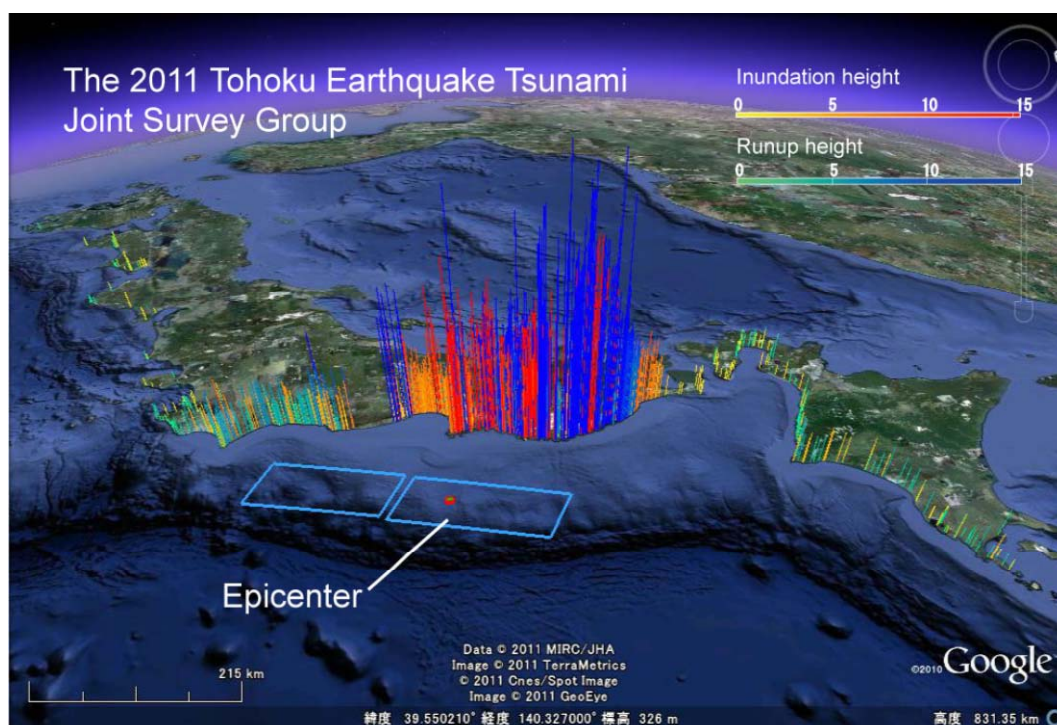 The 2011 Tohoku Earthquake Tsunami
Joint Survey Group
Inundation height
0 5 10 15
Runup height
0 5 10 15
Epicenter
215 km
Data © 2011 MIRC/JHA
Image © 2011 TerraMetrics
© 2011 Cnes/Spot Image
Image © 2011 GeoEye
©2010 Google
緯度 39.550210° 経度 140.327000° 標高 326 m
高度 831.35 km